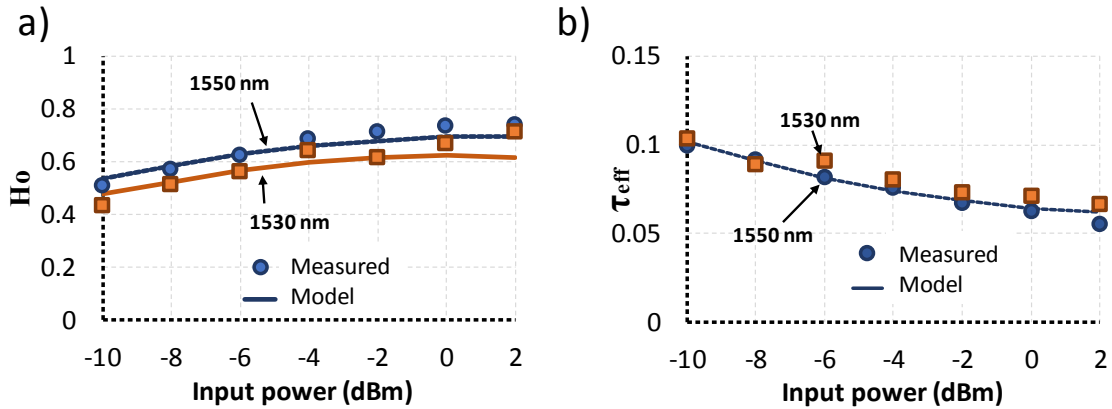 a)
1
0.8
0.6
0.4
0.2
0
Ho
1550 nm
1530 nm
Measured
Model
-10 -8 -6 -4 -2 0 2
Input power (dBm)
b)
0.15
0.1
0.05
0
τeff
1530 nm
1550 nm
Measured
Model
-10 -8 -6 -4 -2 0 2
Input power (dBm)